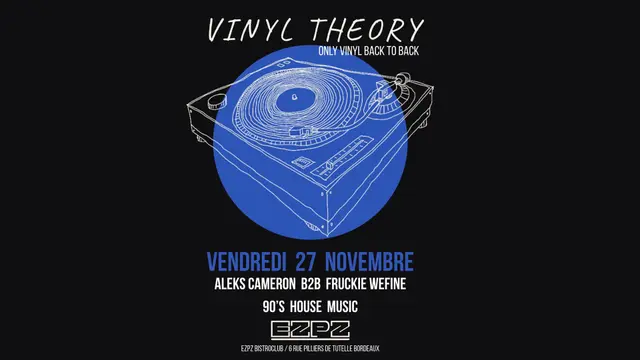 VINYL THEORY
ONLY VINYL BACK TO BACK
VENDREDI 27 NOVEMBRE
ALEKS CAMERON B2B FRUCKIE WEFINE
90'S HOUSE MUSIC
EZPZ
EZPZ BISTROCLUB / 6 RUE PILLIERS DE TUTELLE BORDEAUX